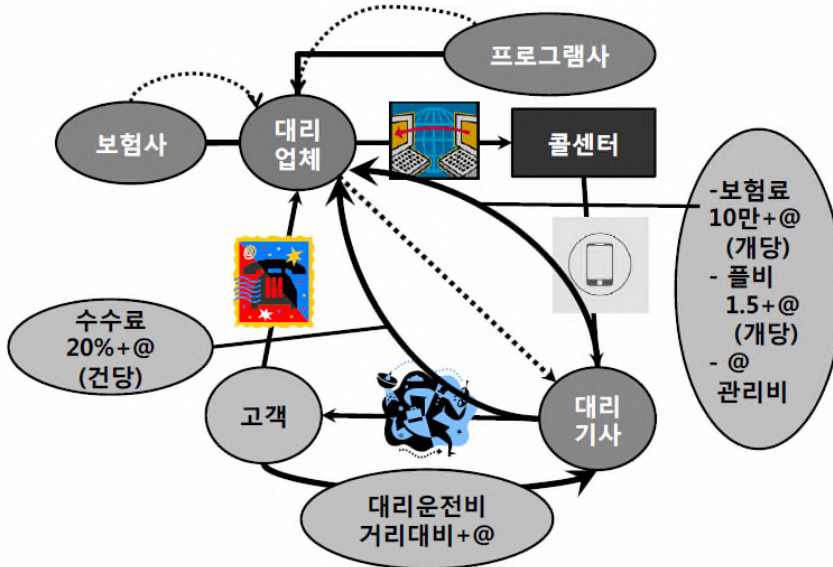 프로그램사
보험사
대리
업체
콜센터
-보험료
10만+@
(개당)
- 플비
1.5+@
(개당)
- @
관리비
수수료
20%+@
(건당)
고객
대리
기사
대리운전비
거리대비+@